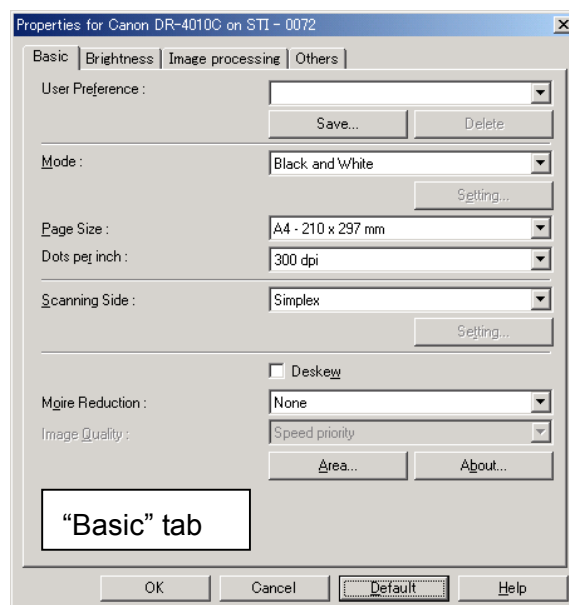 Properties for Canon DR-4010C on STI - 0072
Basic Brightness Image processing Others
User Preference :
Save... Delete
Mode : Black and White
Setting...
Page Size : A4 - 210 x 297 mm
Dots per inch : 300 dpi
Scanning Side : Simplex
Setting...
Deskew
Moire Reduction : None
Image Quality : Speed priority
Area... About...
“Basic” tab
OK Cancel Default Help